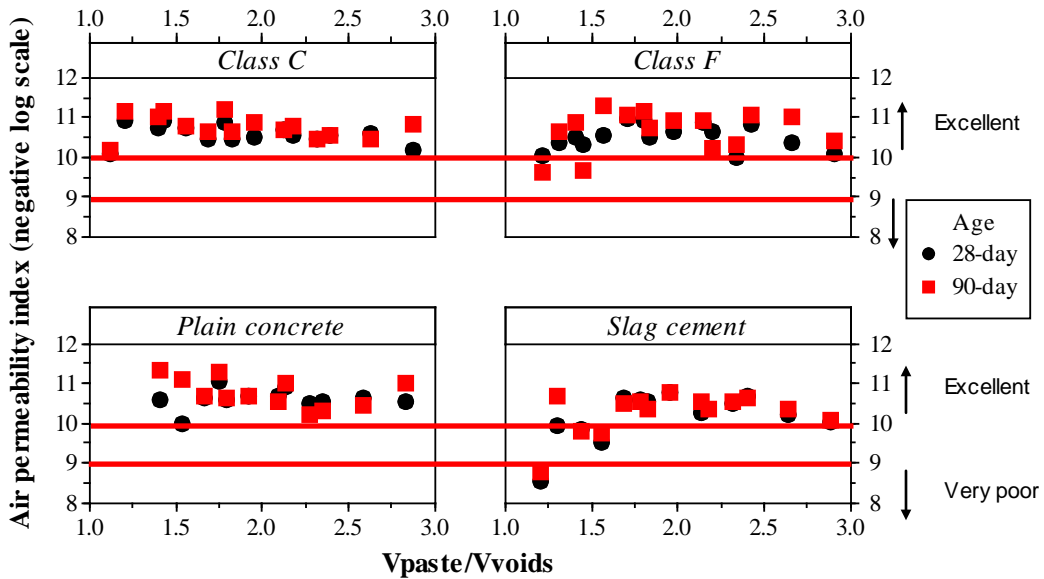 1.0 1.5 2.0 2.5 3.0 1.0 1.5 2.0 2.5 3.0
Class C Class F
12 12
11 11 Excellent
10 10
9 9
8 8
Age
28-day
90-day
Plain concrete Slag cement
12 12
11 11 Excellent
10 10
9 9
8 8 Very poor
1.0 1.5 2.0 2.5 3.0 1.0 1.5 2.0 2.5 3.0
Vpaste/Vvoids
Air permeability index (negative log scale)